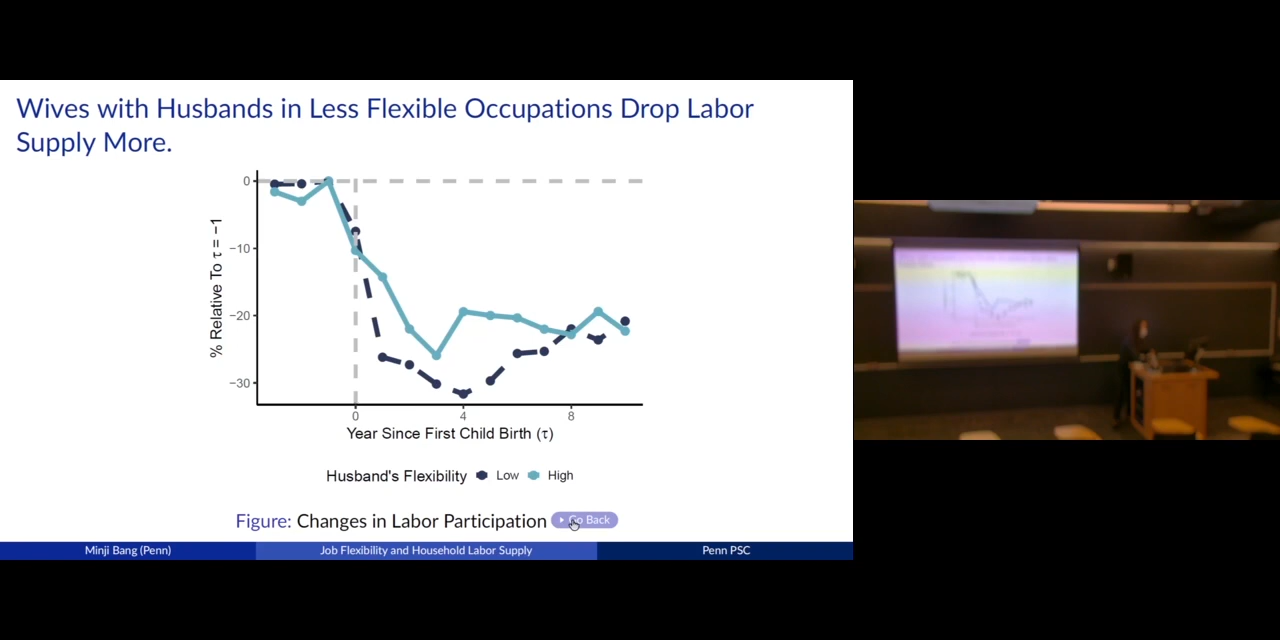 Wives with Husbands in Less Flexible Occupations Drop Labor
Supply More.
0
−10
−20
−30
% Relative To τ = −1
0 4 8
Year Since First Child Birth (τ)
Husband's Flexibility Low High
Figure: Changes in Labor Participation Go Back
Minji Bang (Penn) Job Flexibility and Household Labor Supply Penn PSC